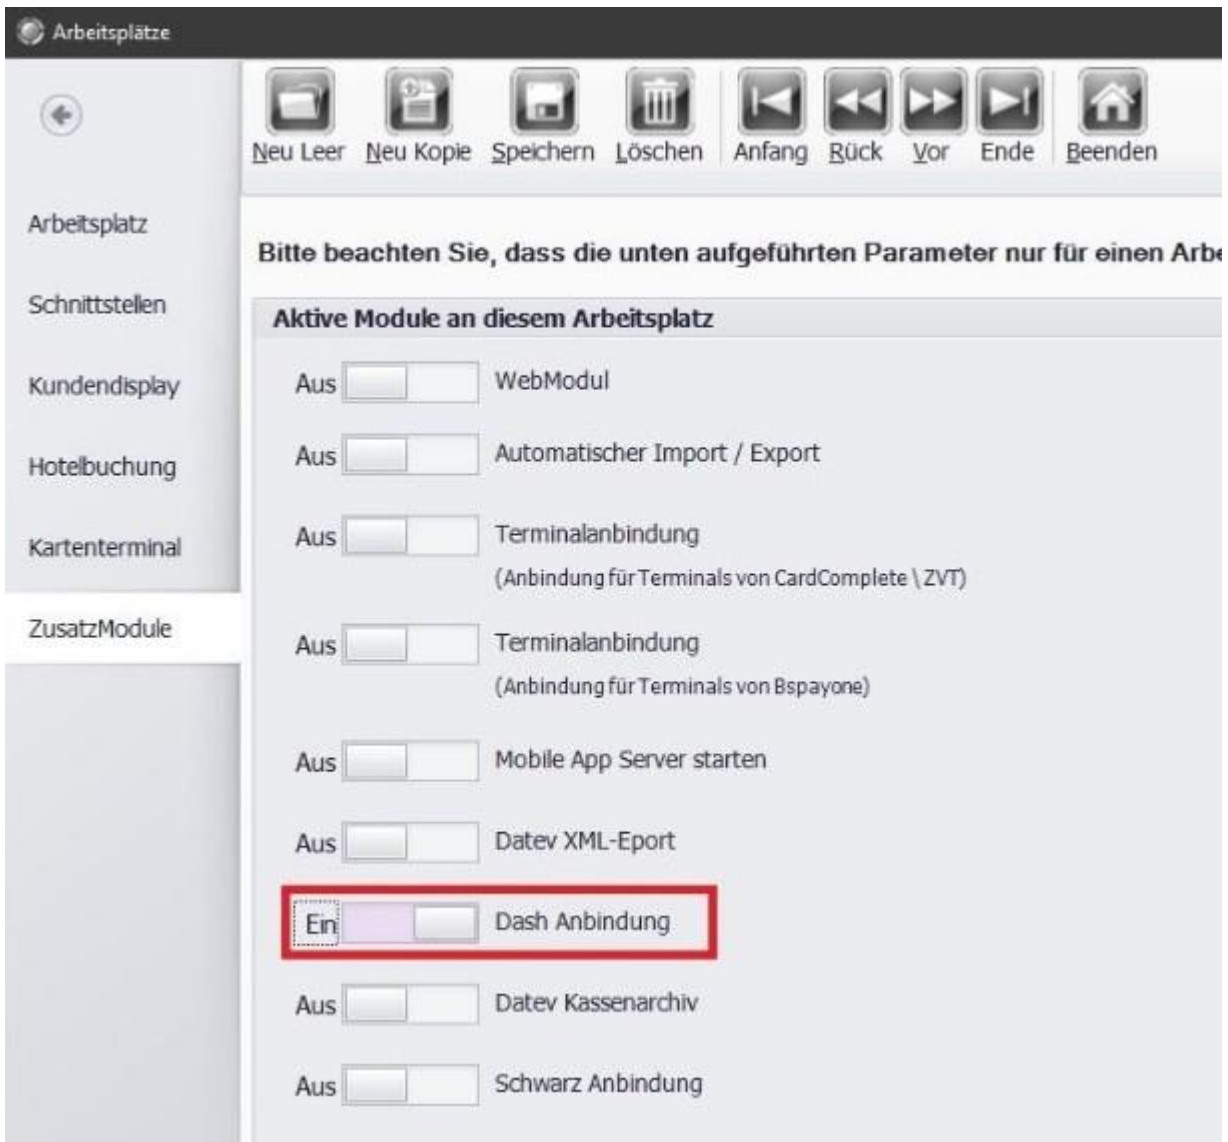 Arbeitsplätze
Neu Leer Neu Kopie Speichern Löschen Anfang Rück Vor Ende Beenden
Arbeitsplatz
Schnittstellen
Kundendisplay
Hotelbuchung
Kartenterminal
ZusatzModule
Bitte beachten Sie, dass die unten aufgeführten Parameter nur für einen Arbe
Aktive Module an diesem Arbeitsplatz
Aus WebModul
Aus Automatischer Import / Export
Aus Terminalanbindung
(Anbindung für Terminals von CardComplete \ ZVT)
Aus Terminalanbindung
(Anbindung für Terminals von Bspayone)
Aus Mobile App Server starten
Aus Datev XML-Eport
Ein Dash Anbindung
Aus Datev Kassenarchiv
Aus Schwarz Anbindung